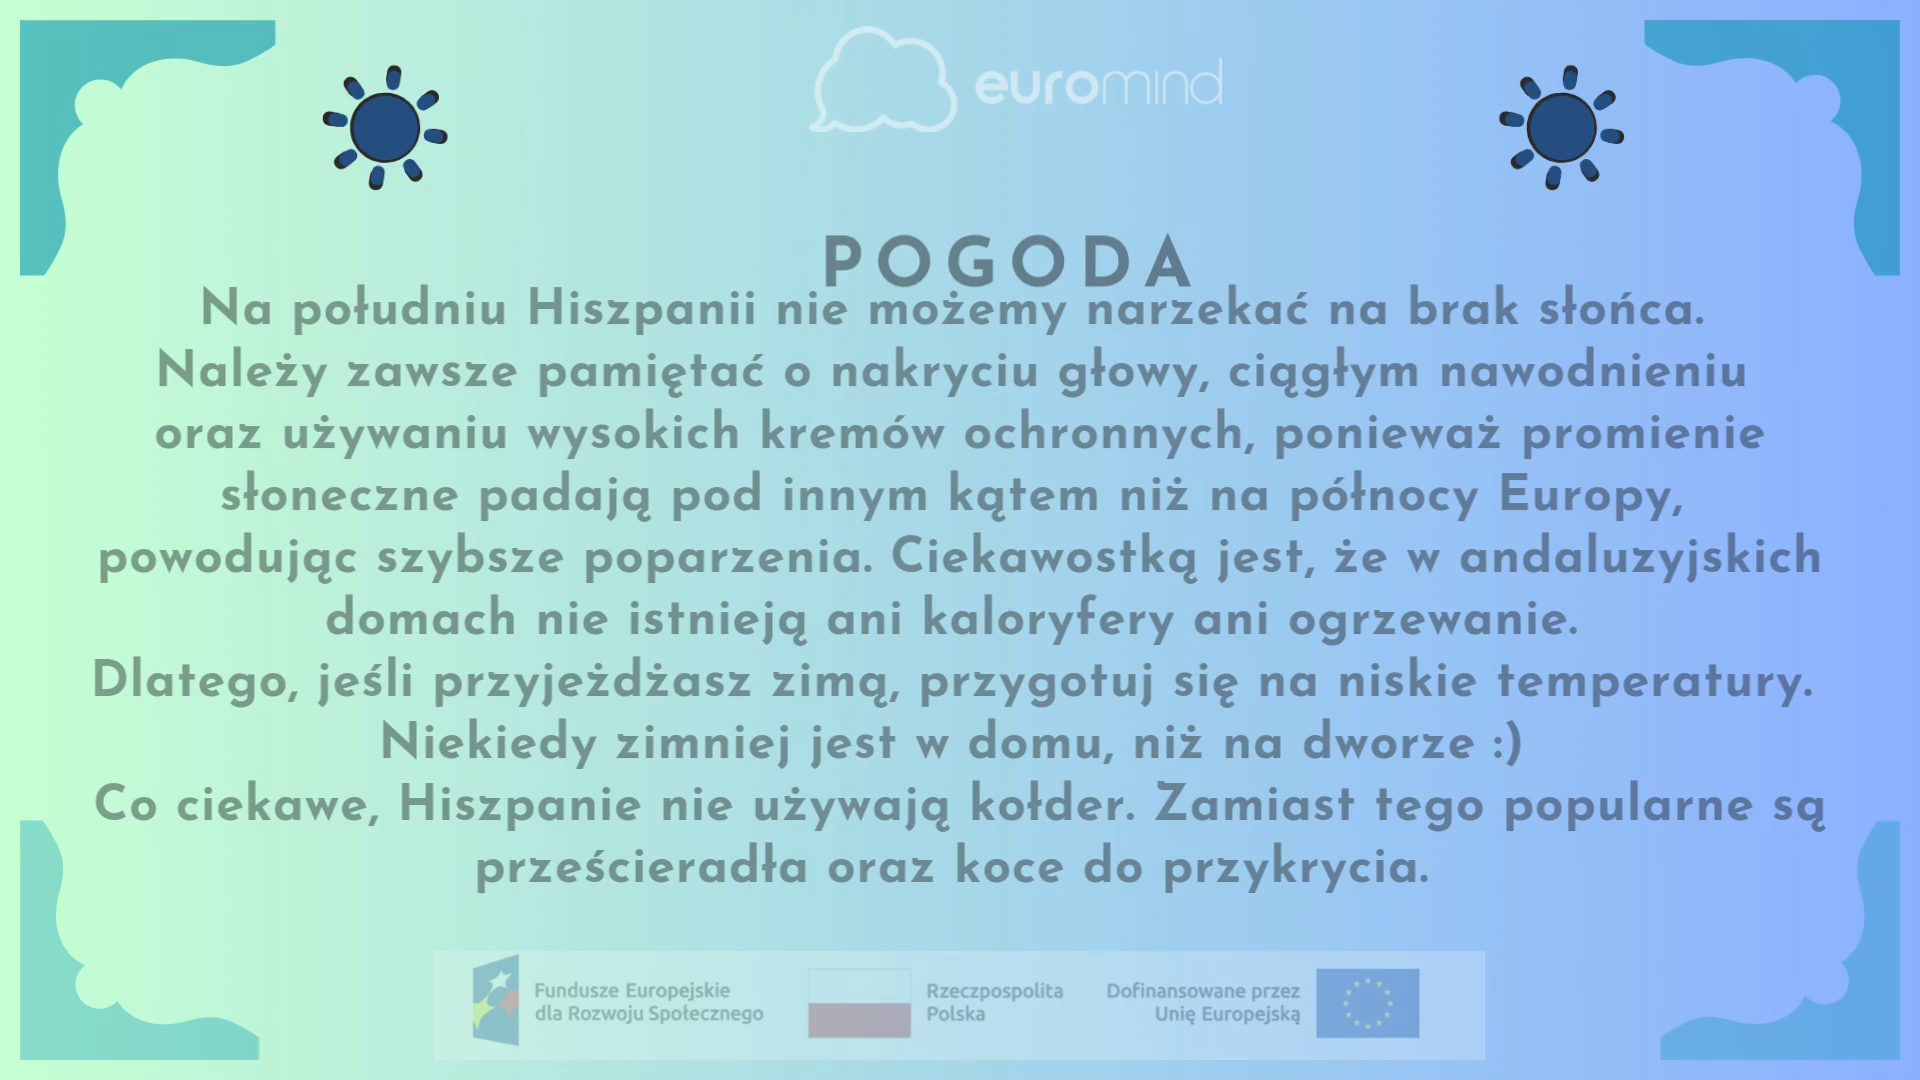 euromind
POGODA
Na południu Hiszpanii nie możemy narzekać na brak słońca.
Należy zawsze pamiętać o nakryciu głowy, ciągłym nawodnieniu
oraz używaniu wysokich kremów ochronnych, ponieważ promienie
słoneczne padają pod innym kątem niż na północy Europy,
powodując szybsze poparzenia. Ciekawostką jest, że w andaluzyjskich
domach nie istnieją ani kaloryfery ani ogrzewanie.
Dlatego, jeśli przyjeżdżasz zimą, przygotuj się na niskie temperatury.
Niekiedy zimniej jest w domu, niż na dworze :)
Co ciekawe, Hiszpanie nie używają kołder. Zamiast tego popularne są
prześcieradła oraz koce do przykrycia.
Fundusze Europejskie
dla Rozwoju Społecznego
Rzeczpospolita
Polska
Dofinansowane przez
Unię Europejską